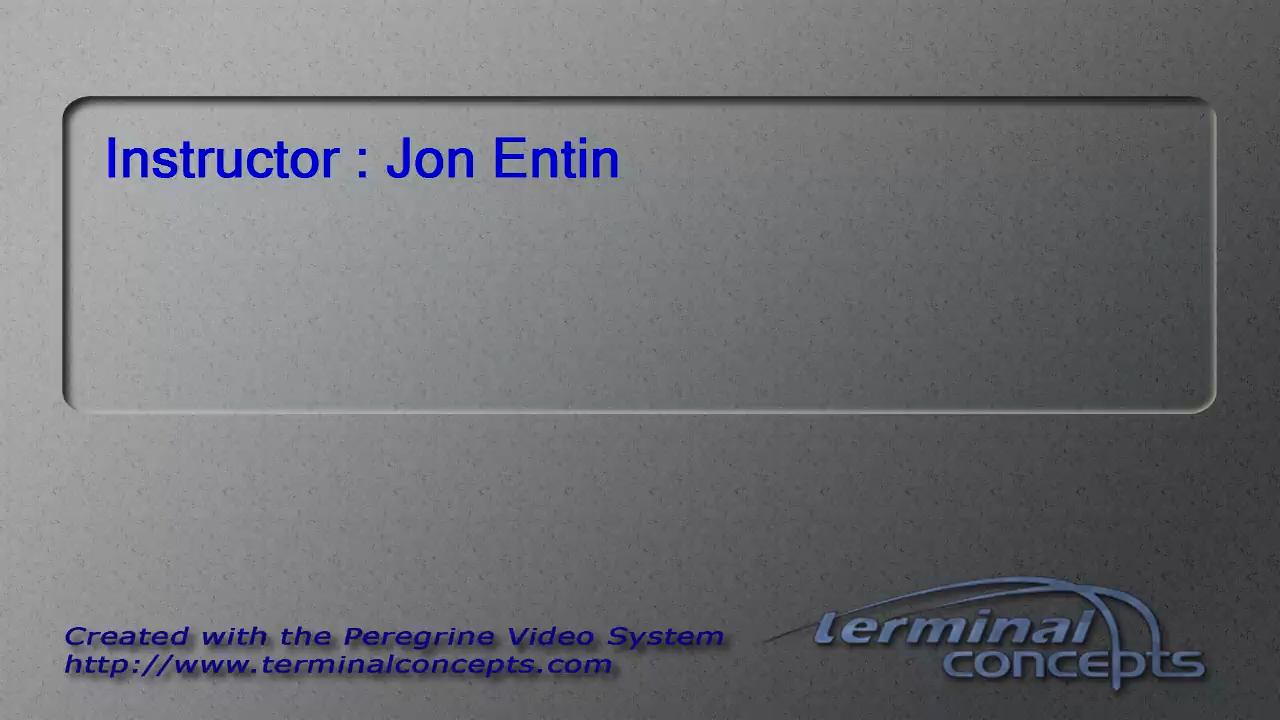 Instructor : Jon Entin
Created with the Peregrine Video System
http://www.terminalconcepts.com
terminal
concepts